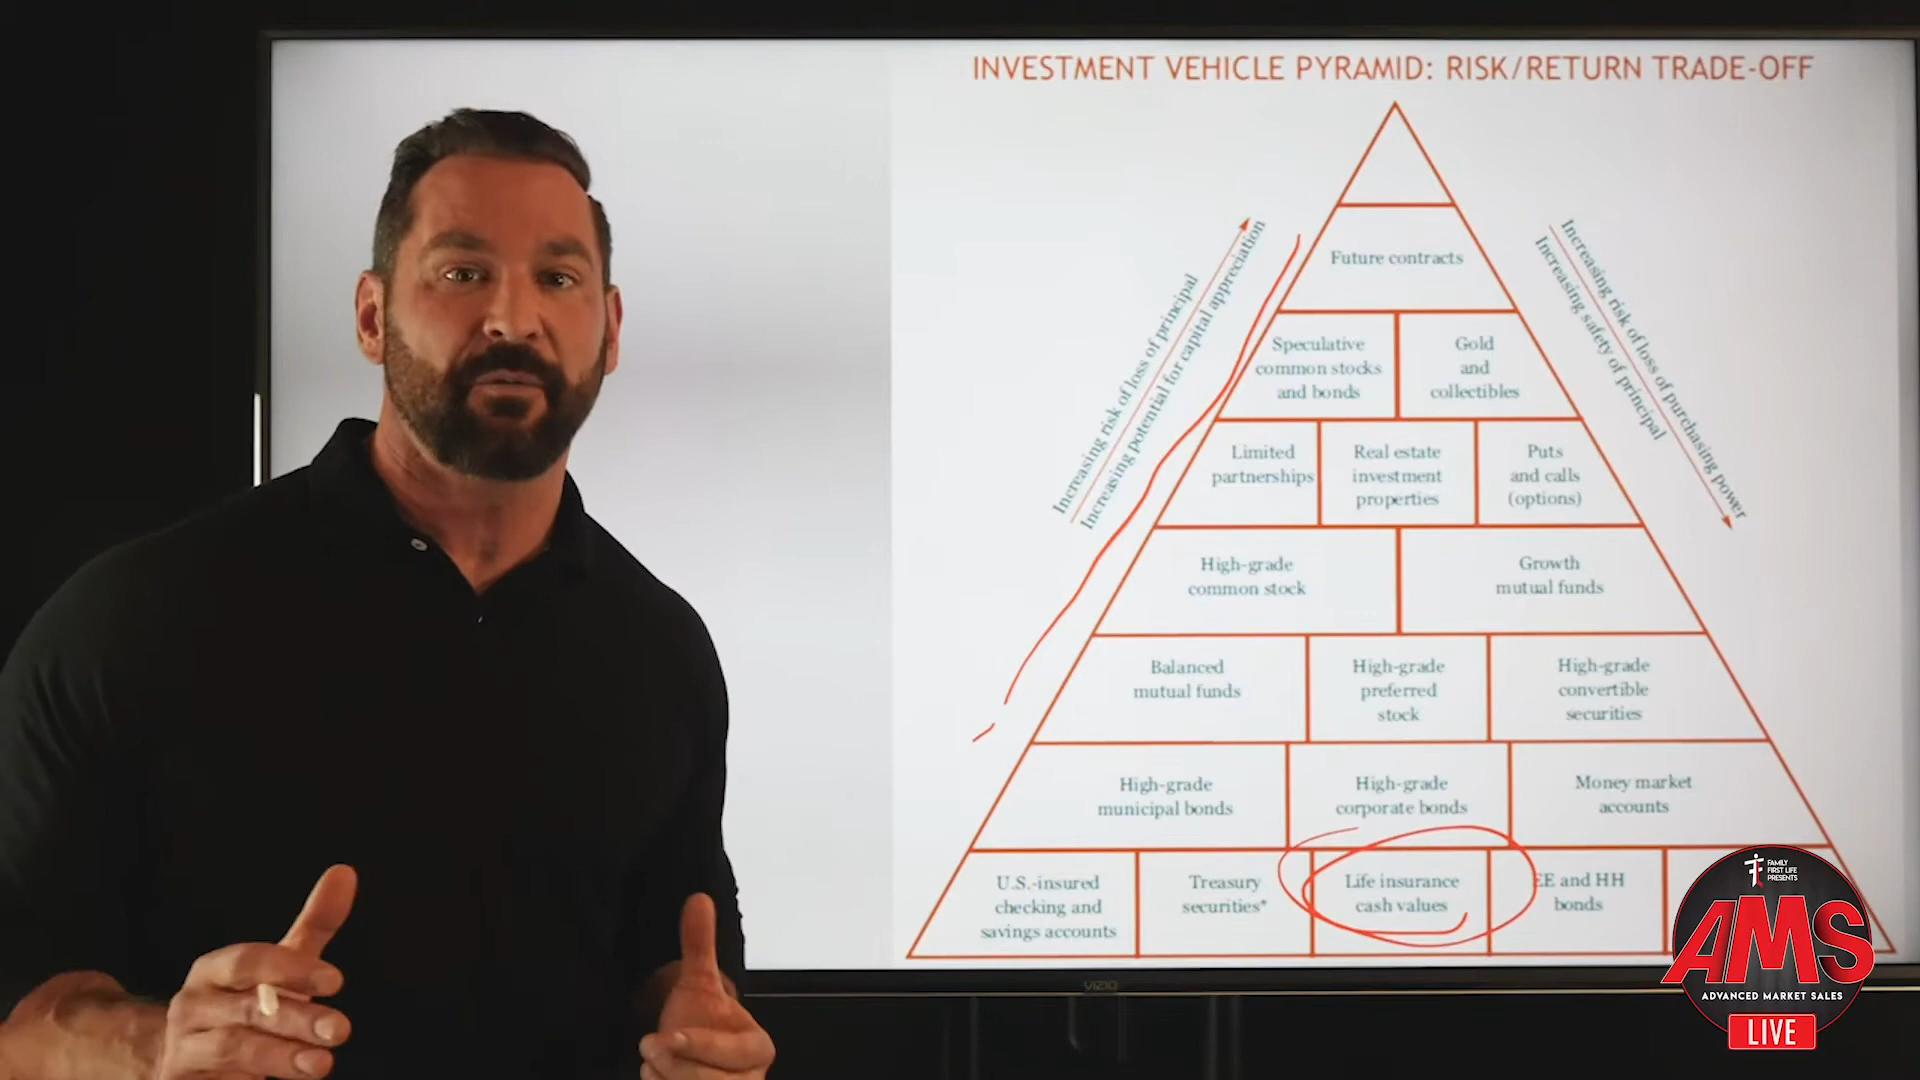 INVESTMENT VEHICLE PYRAMID: RISK/RETURN TRADE-OFF
Increasing risk of loss of principal
Increasing potential for capital appreciation
Increasing risk of loss of purchasing power
Increasing safety of principal
Future contracts
Speculative
common stocks
and bonds
Gold
and
collectibles
Limited
partnerships
Real estate
investment
properties
Puts
and calls
(options)
High-grade
common stock
Growth
mutual funds
Balanced
mutual funds
High-grade
preferred
stock
High-grade
convertible
securities
High-grade
municipal bonds
High-grade
corporate bonds
Money market
accounts
U.S.-insured
checking and
savings accounts
Treasury
securities*
Life insurance
cash values
EE and HH
bonds
VIZIO
FAMILY
FIRST LIFE
PRESENTS
AMS
ADVANCED MARKET SALES
LIVE